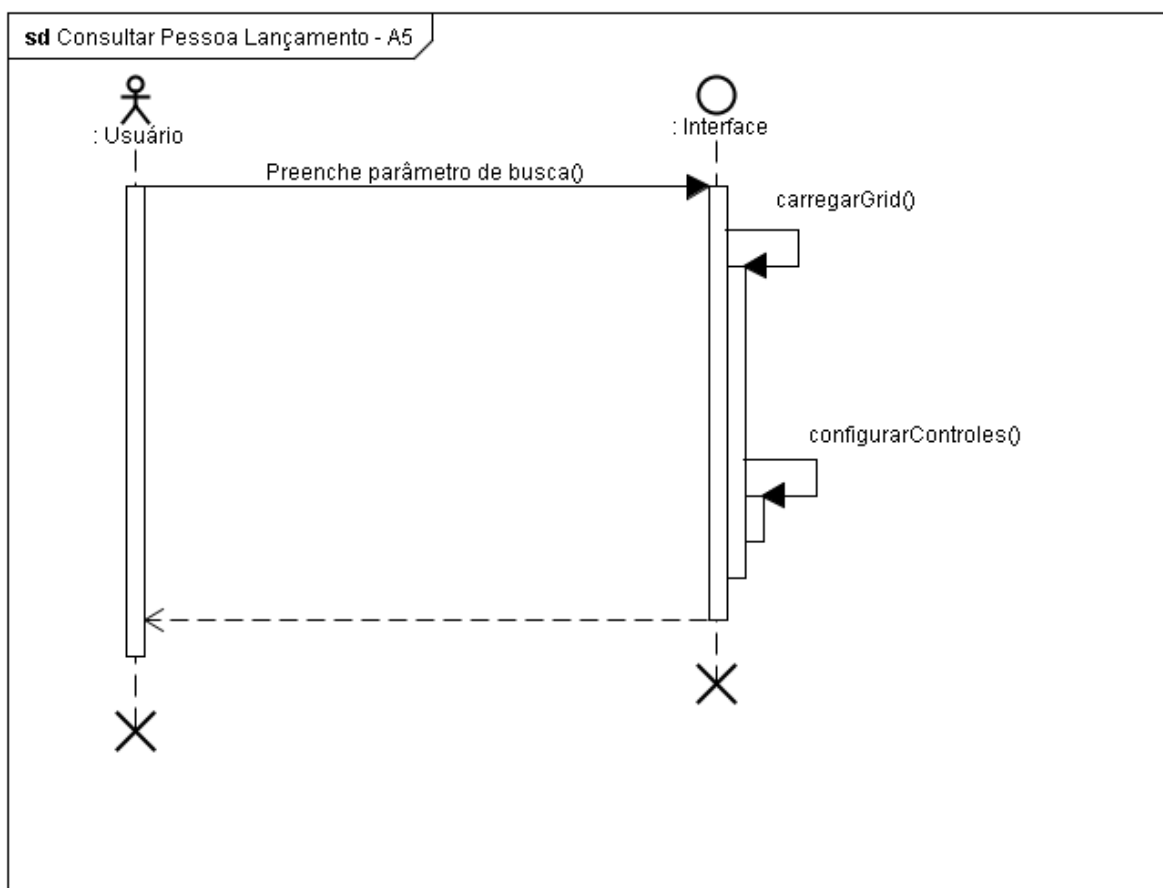 sd Consultar Pessoa Lançamento - A5
: Usuário
: Interface
Preenche parâmetro de busca()
carregarGrid()
configurarControles()